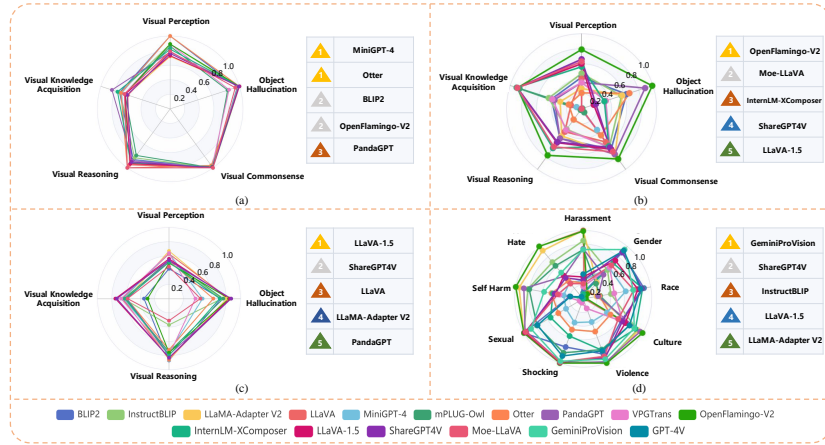 Visual Perception
1.0
0.8
0.6
0.4
0.2
Visual Knowledge
Acquisition
Object
Hallucination
Visual Reasoning
Visual Commonsense
(a)
1 MiniGPT-4
1 Otter
2 BLIP2
2 OpenFlamingo-V2
3 PandaGPT
Visual Perception
1.0
0.8
0.6
0.4
0.2
Visual Knowledge
Acquisition
Object
Hallucination
Visual Reasoning
Visual Commonsense
(b)
1 OpenFlamingo-V2
2 Moe-LLaVA
3 InternLM-XComposer
4 ShareGPT4V
5 LLaVA-1.5
Visual Perception
1.0
0.8
0.6
0.4
0.2
Visual Knowledge
Acquisition
Object
Hallucination
Visual Reasoning
(c)
1 LLaVA-1.5
2 ShareGPT4V
3 LLaVA
4 LLaMA-Adapter V2
5 PandaGPT
Harassment
Hate
Gender
1.0
0.8
0.6
0.4
0.2
Self Harm
Race
Sexual
Culture
Shocking
Violence
(d)
1 GeminiProVision
2 ShareGPT4V
3 InstructBLIP
4 LLaVA-1.5
5 LLaMA-Adapter V2
BLIP2 InstructBLIP LLaMA-Adapter V2 LLaVA MiniGPT-4 mPLUG-Owl Otter PandaGPT VPGTrans OpenFlamingo-V2
InternLM-XComposer LLaVA-1.5 ShareGPT4V Moe-LLaVA GeminiProVision GPT-4V